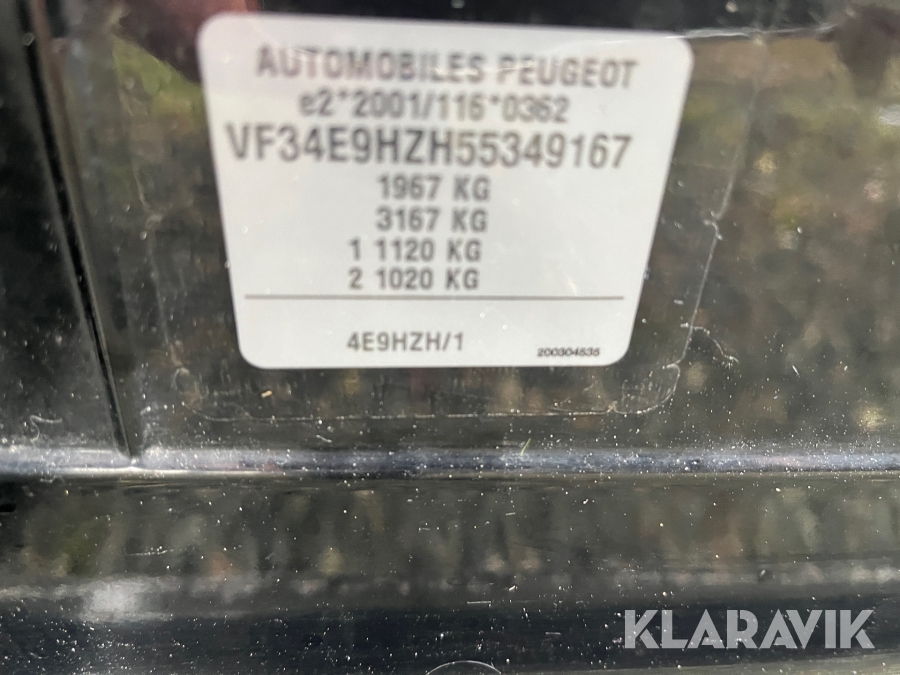 AUTOMOBILES PEUGEOT
e2*2001/116*0362
VF34E9HZH55349167
1967 KG
3167 KG
1 1120 KG
2 1020 KG
4E9HZH/1
200304535
KLARAVIK